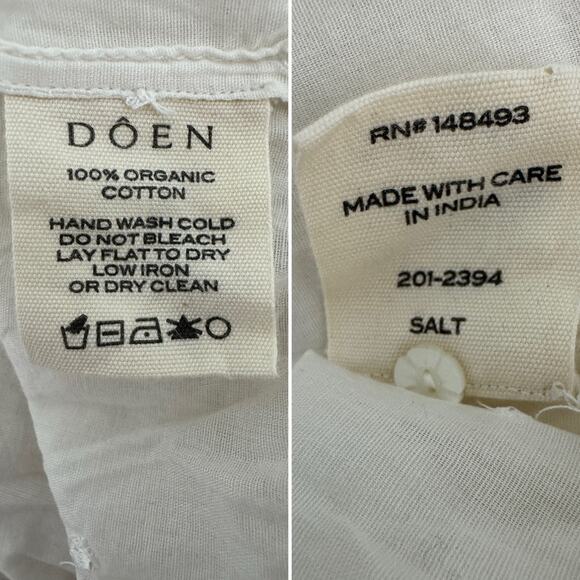 DÔEN
100% ORGANIC
COTTON
HAND WASH COLD
DO NOT BLEACH
LAY FLAT TO DRY
LOW IRON
OR DRY CLEAN
RN# 148493
MADE WITH CARE
IN INDIA
201-2394
SALT